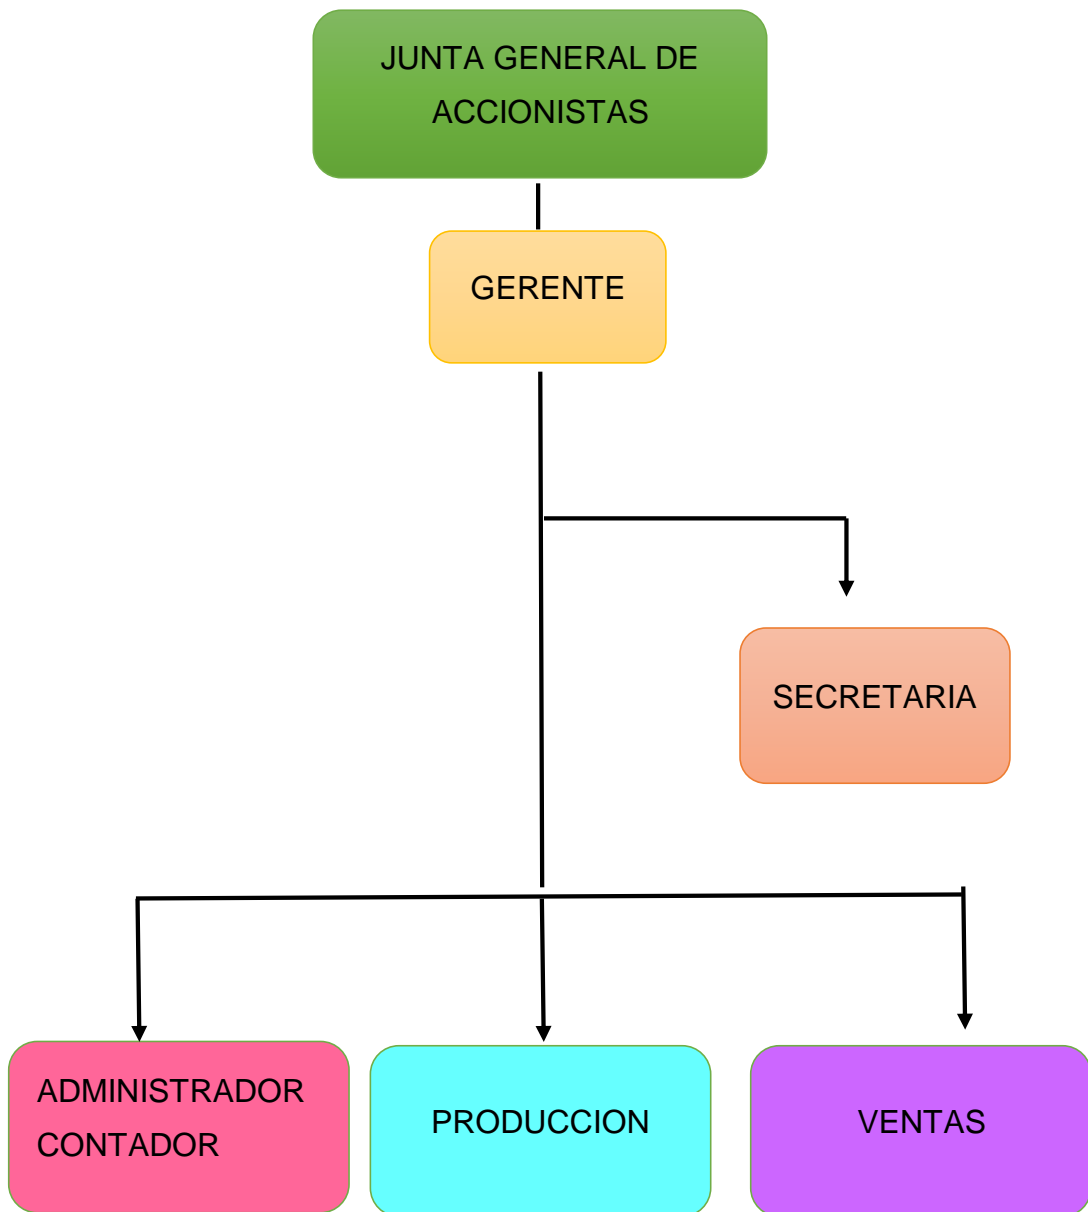 JUNTA GENERAL DE
ACCIONISTAS
GERENTE
SECRETARIA
ADMINISTRADOR
CONTADOR
PRODUCCION
VENTAS